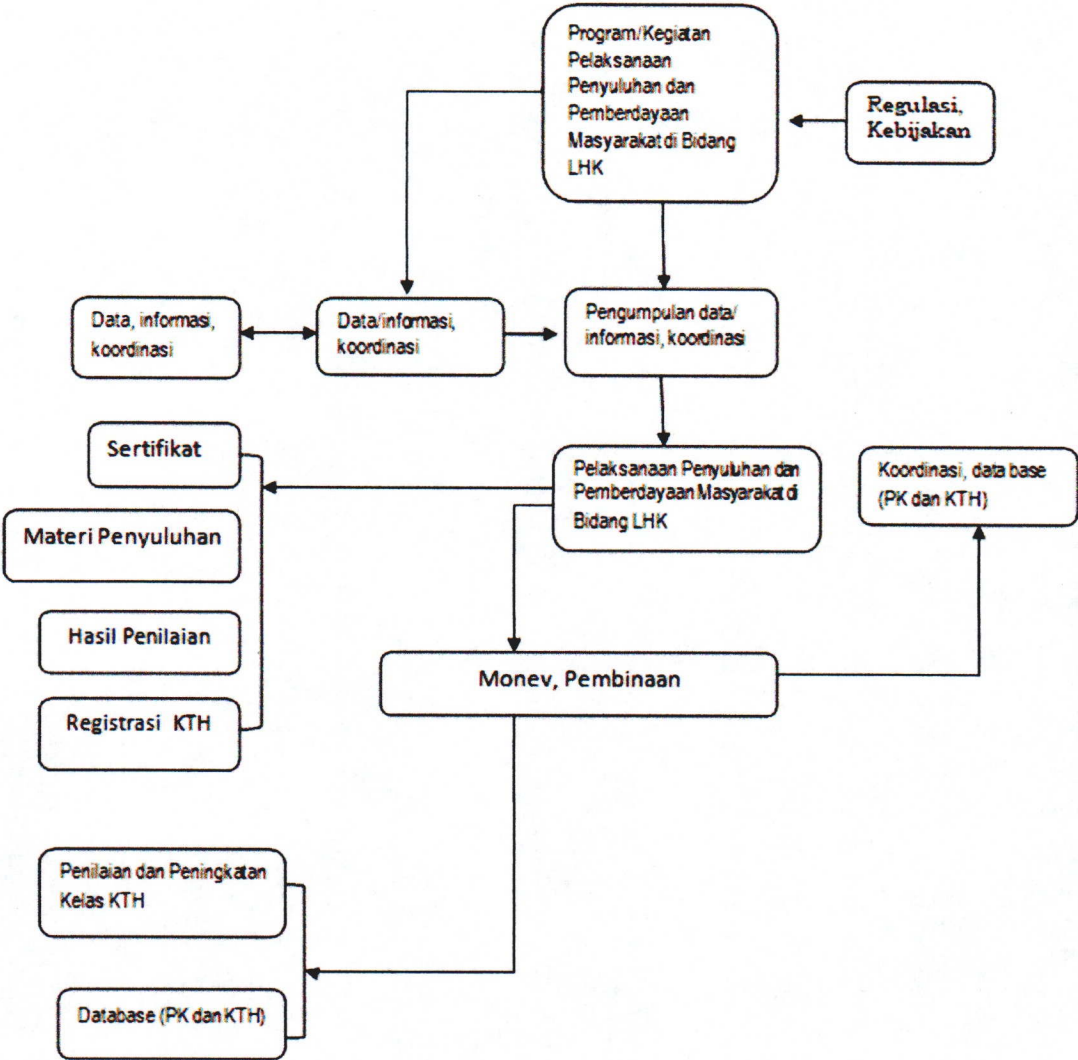 Program/Kegiatan
Pelaksanaan
Penyuluhan dan
Pemberdayaan
Masyarakat di Bidang
LHK
Regulasi,
Kebijakan
Data, informasi,
koordinasi
Data/informasi,
koordinasi
Pengumpulan data/
informasi, koordinasi
Sertifikat
Materi Penyuluhan
Hasil Penilaian
Registrasi KTH
Pelaksanaan Penyuluhan dan
Pemberdayaan Masyarakat di
Bidang LHK
Koordinasi, data base
(PK dan KTH)
Monev, Pembinaan
Penilaian dan Peningkatan
Kelas KTH
Database (PK dan KTH)